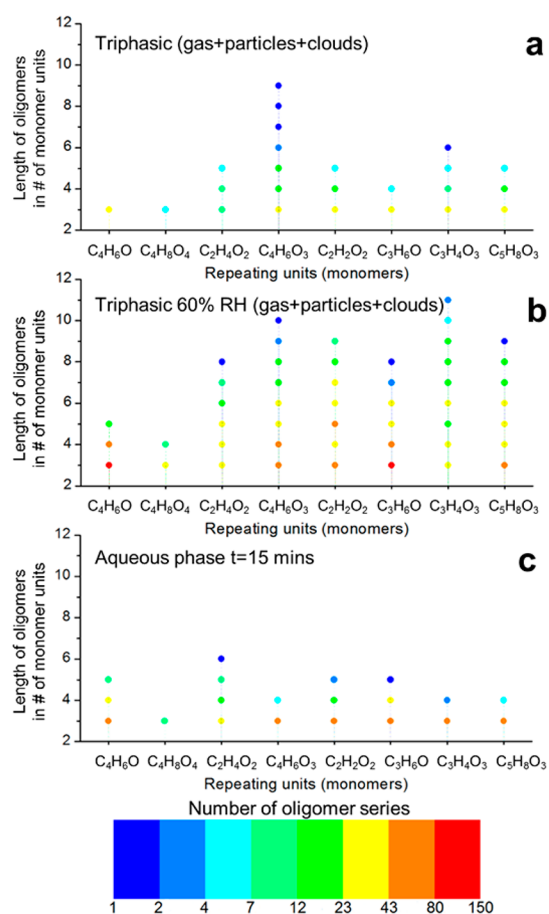 Triphasic (gas+particles+clouds)
a
Length of oligomers
in # of monomer units
12
10
8
6
4
2
C₄H₆O C₄H₈O₄ C₂H₄O₂ C₄H₆O₃ C₂H₂O₂ C₃H₆O C₃H₄O₃ C₅H₈O₃
Repeating units (monomers)
Triphasic 60% RH (gas+particles+clouds)
b
Length of oligomers
in # of monomer units
12
10
8
6
4
2
C₄H₆O C₄H₈O₄ C₂H₄O₂ C₄H₆O₃ C₂H₂O₂ C₃H₆O C₃H₄O₃ C₅H₈O₃
Repeating units (monomers)
Aqueous phase t=15 mins
c
Length of oligomers
in # of monomer units
12
10
8
6
4
2
C₄H₆O C₄H₈O₄ C₂H₄O₂ C₄H₆O₃ C₂H₂O₂ C₃H₆O C₃H₄O₃ C₅H₈O₃
Repeating units (monomers)
Number of oligomer series
1 2 4 7 12 23 43 80 150